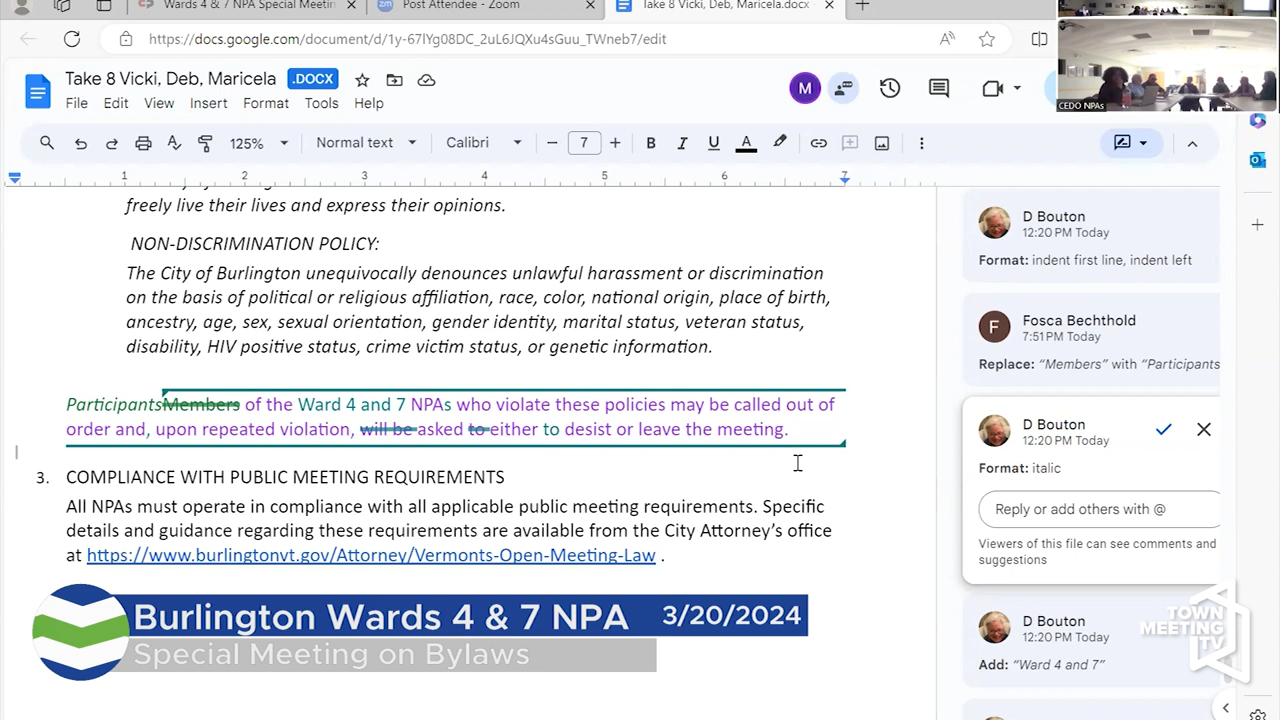 Wards 4 & 7 NPA Special Meetin
Post Attendee - Zoom
Take 8 Vicki, Deb, Maricela.docx
https://docs.google.com/document/d/1y-67lYg08DC_2uL6JQXu4sGuu_TWneb7/edit
Take 8 Vicki, Deb, Maricela .DOCX
M
File Edit View Insert Format Tools Help
CEDO NPAs
125% Normal text Calibri 7 B I U A
1 2 3 4 5 6 7
freely live their lives and express their opinions.
NON-DISCRIMINATION POLICY:
The City of Burlington unequivocally denounces unlawful harassment or discrimination
on the basis of political or religious affiliation, race, color, national origin, place of birth,
ancestry, age, sex, sexual orientation, gender identity, marital status, veteran status,
disability, HIV positive status, crime victim status, or genetic information.
ParticipantsMembers of the Ward 4 and 7 NPAs who violate these policies may be called out of
order and, upon repeated violation, will be asked to either to desist or leave the meeting.
3. COMPLIANCE WITH PUBLIC MEETING REQUIREMENTS
All NPAs must operate in compliance with all applicable public meeting requirements. Specific
details and guidance regarding these requirements are available from the City Attorney's office
at https://www.burlingtonvt.gov/Attorney/Vermonts-Open-Meeting-Law .
D Bouton
12:20 PM Today
Format: indent first line, indent left
F
Fosca Bechthold
7:51 PM Today
Replace: "Members" with "Participants
D Bouton
12:20 PM Today
Format: italic
Reply or add others with @
Viewers of this file can see comments and
suggestions
D Bouton
12:20 PM Today
Add: "Ward 4 and 7"
Burlington Wards 4 & 7 NPA 3/20/2024
Special Meeting on Bylaws
TOWN
MEETING
TV